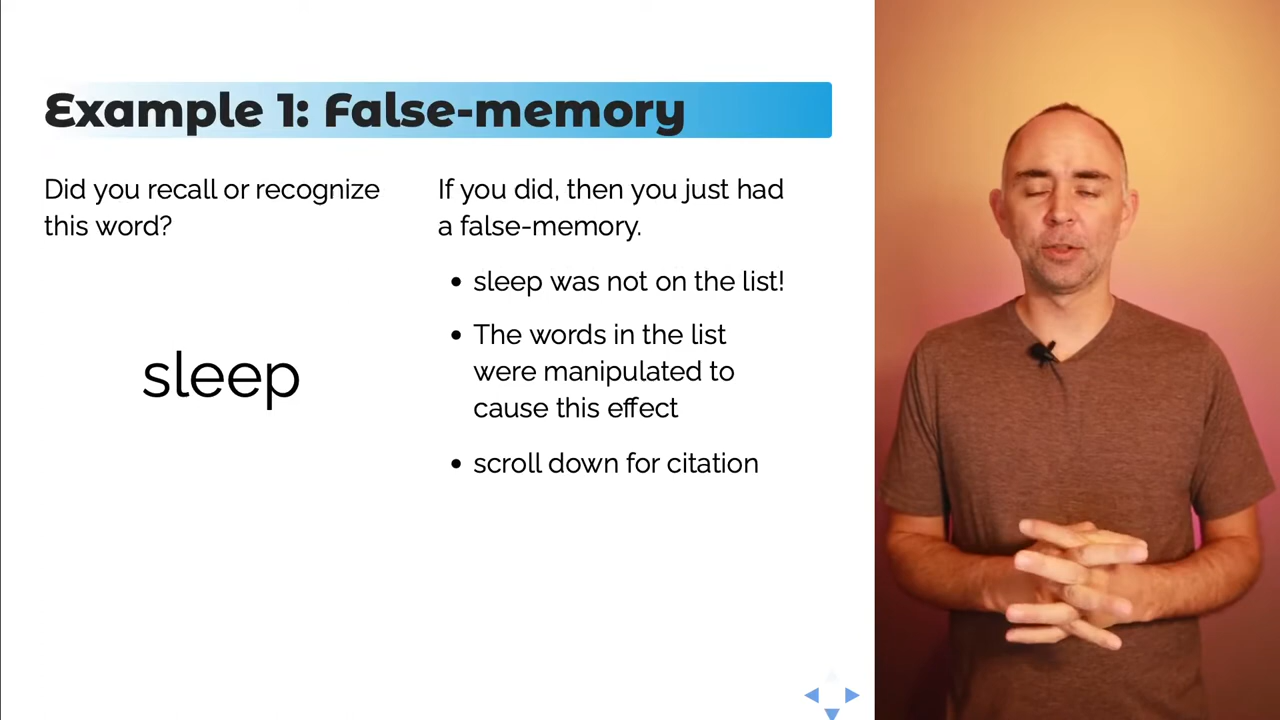 Example 1: False-memory
Did you recall or recognize
this word?
sleep
If you did, then you just had
a false-memory.
• sleep was not on the list!
• The words in the list
were manipulated to
cause this effect
• scroll down for citation